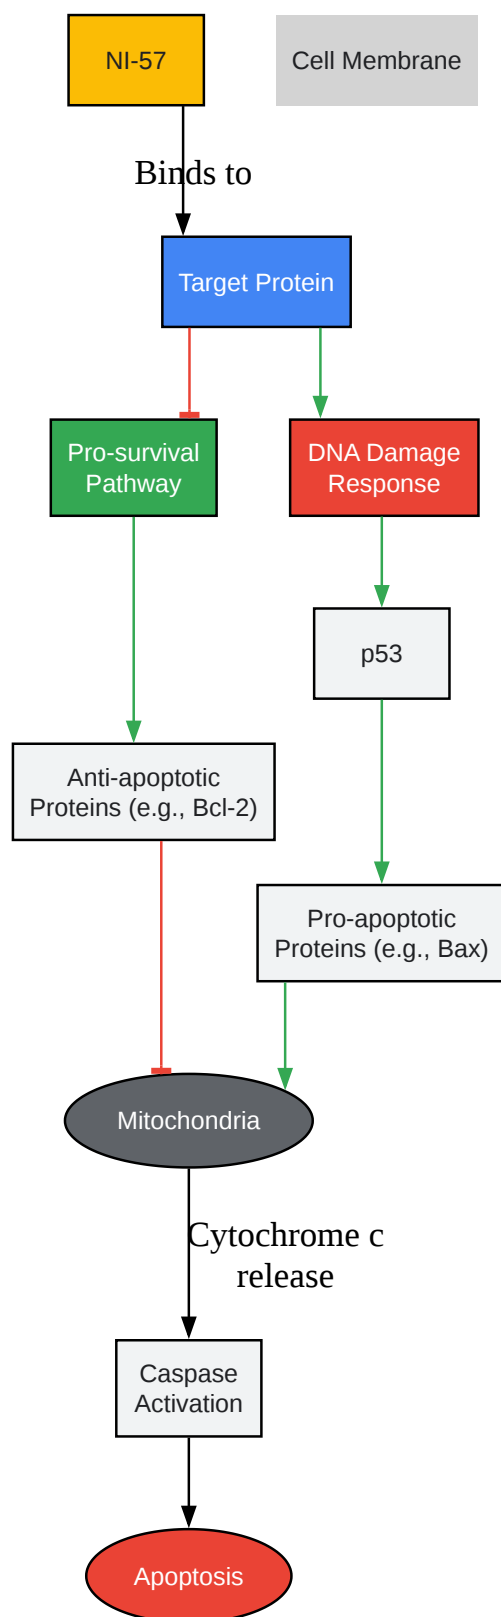 NI-57
Cell Membrane
Binds to
Target Protein
Pro-survival
Pathway
DNA Damage
Response
p53
Anti-apoptotic
Proteins (e.g., Bcl-2)
Pro-apoptotic
Proteins (e.g., Bax)
Mitochondria
Cytochrome c
release
Caspase
Activation
Apoptosis